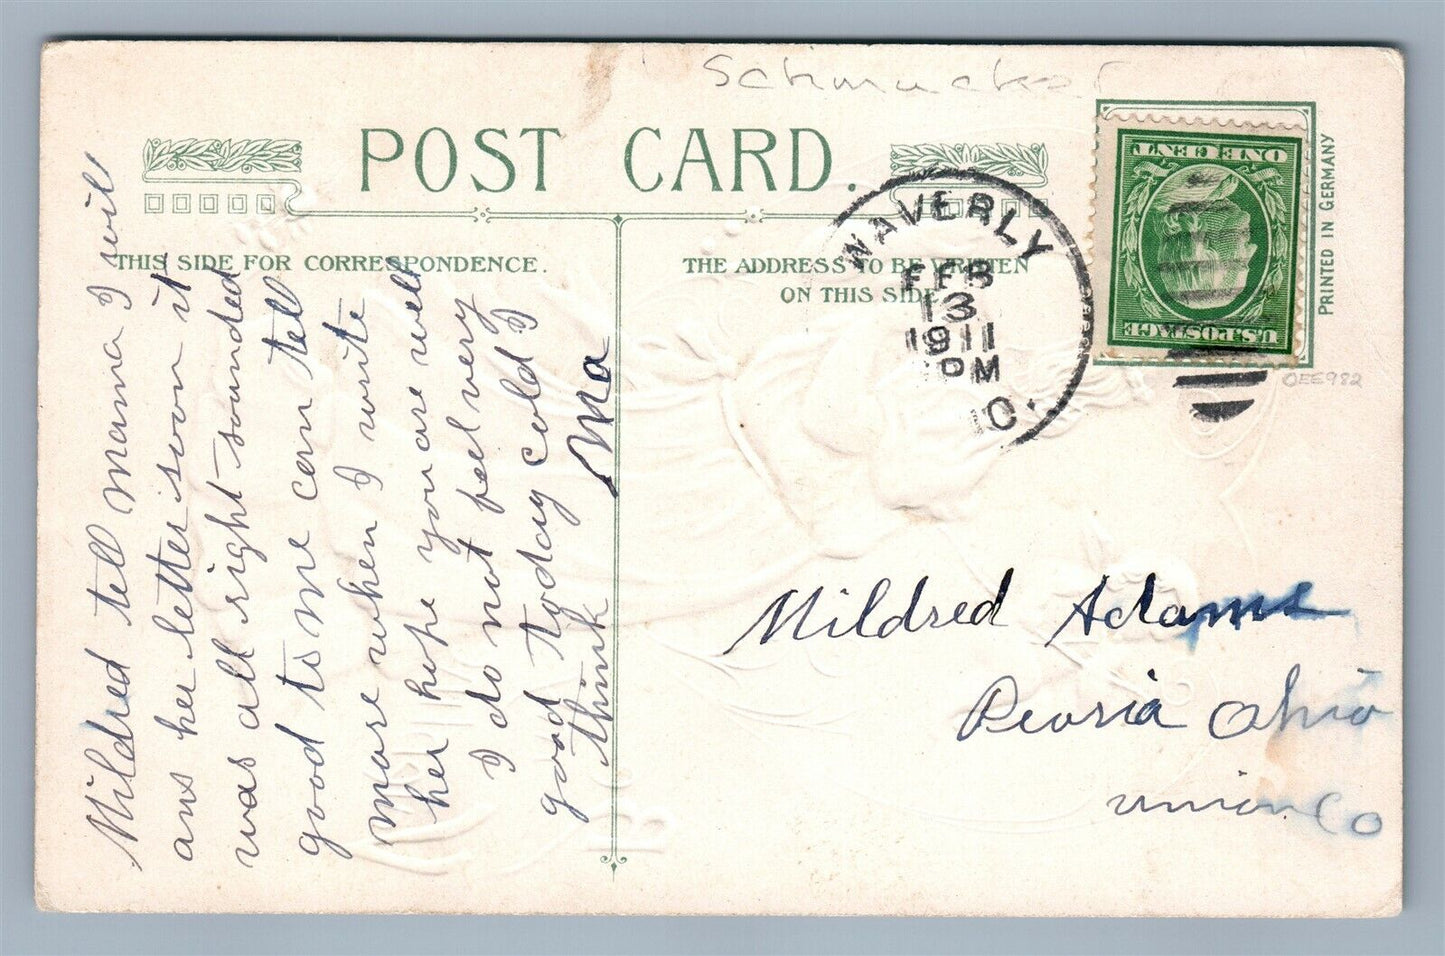 Schmucker
POST CARD.
THIS SIDE FOR CORRESPONDENCE.
THE ADDRESS TO BE WRITTEN
ON THIS SIDE
PRINTED IN GERMANY
WAVERLY
FEB
13
1911
PM
10.
ONE CENT
U.S. POSTAGE
OEE982
Mildred tell mama I will
ans her letter soon it
was all right sounded
good to me can tell
more when I write
her hope you are well
I do not feel very
good today cold I
think Ma
Mildred Adams
Peoria Ohio
Union Co